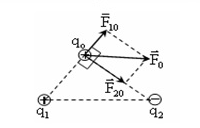 F⃗₁₀
q₀ +
F⃗₀
F⃗₂₀
+ −
q₁ q₂